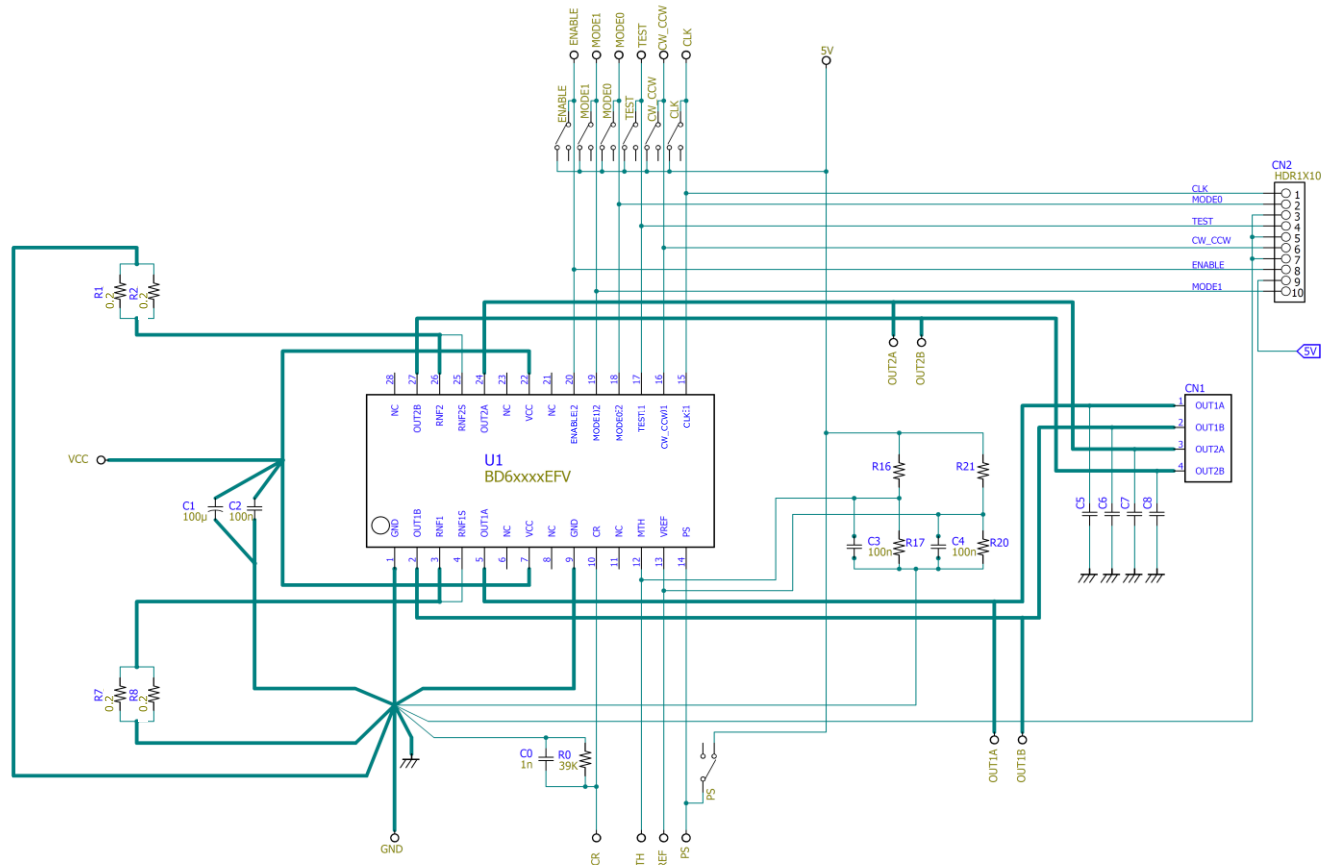 ENABLE
MODE1
MODE0
TEST
CW_CCW
CLK
5V
ENABLE
MODE1
MODE0
TEST
CW_CCW
CLK
CN2
HDR1X10
CLK
MODE0
TEST
CW_CCW
ENABLE
MODE1
1
2
3
4
5
6
7
8
9
10
5V
R1
0.2
R2
0.2
OUT2A
OUT2B
28
27
26
25
24
23
22
21
20
19
18
17
16
15
NC
OUT2B
RNF2
RNF2S
OUT2A
NC
VCC
NC
TEST1
U1
BD6xxxxEFV
GND
OUT1B
RNF1
RNF1S
OUT1A
NC
VCC
NC
GND
CR
NC
MTH
VREF
PS
1
2
3
4
5
6
7
8
9
10
11
12
13
14
VCC
C1
100µ
C2
100n
CN1
1
OUT1A
2
OUT1B
3
OUT2A
4
OUT2B
R16
R21
C3
100n
R17
C4
100n
R20
C5
C6
C7
C8
R7
0.2
R8
0.2
C0
1n
R0
39K
PS
OUT1A
OUT1B
GND
CR
TH
REF
PS